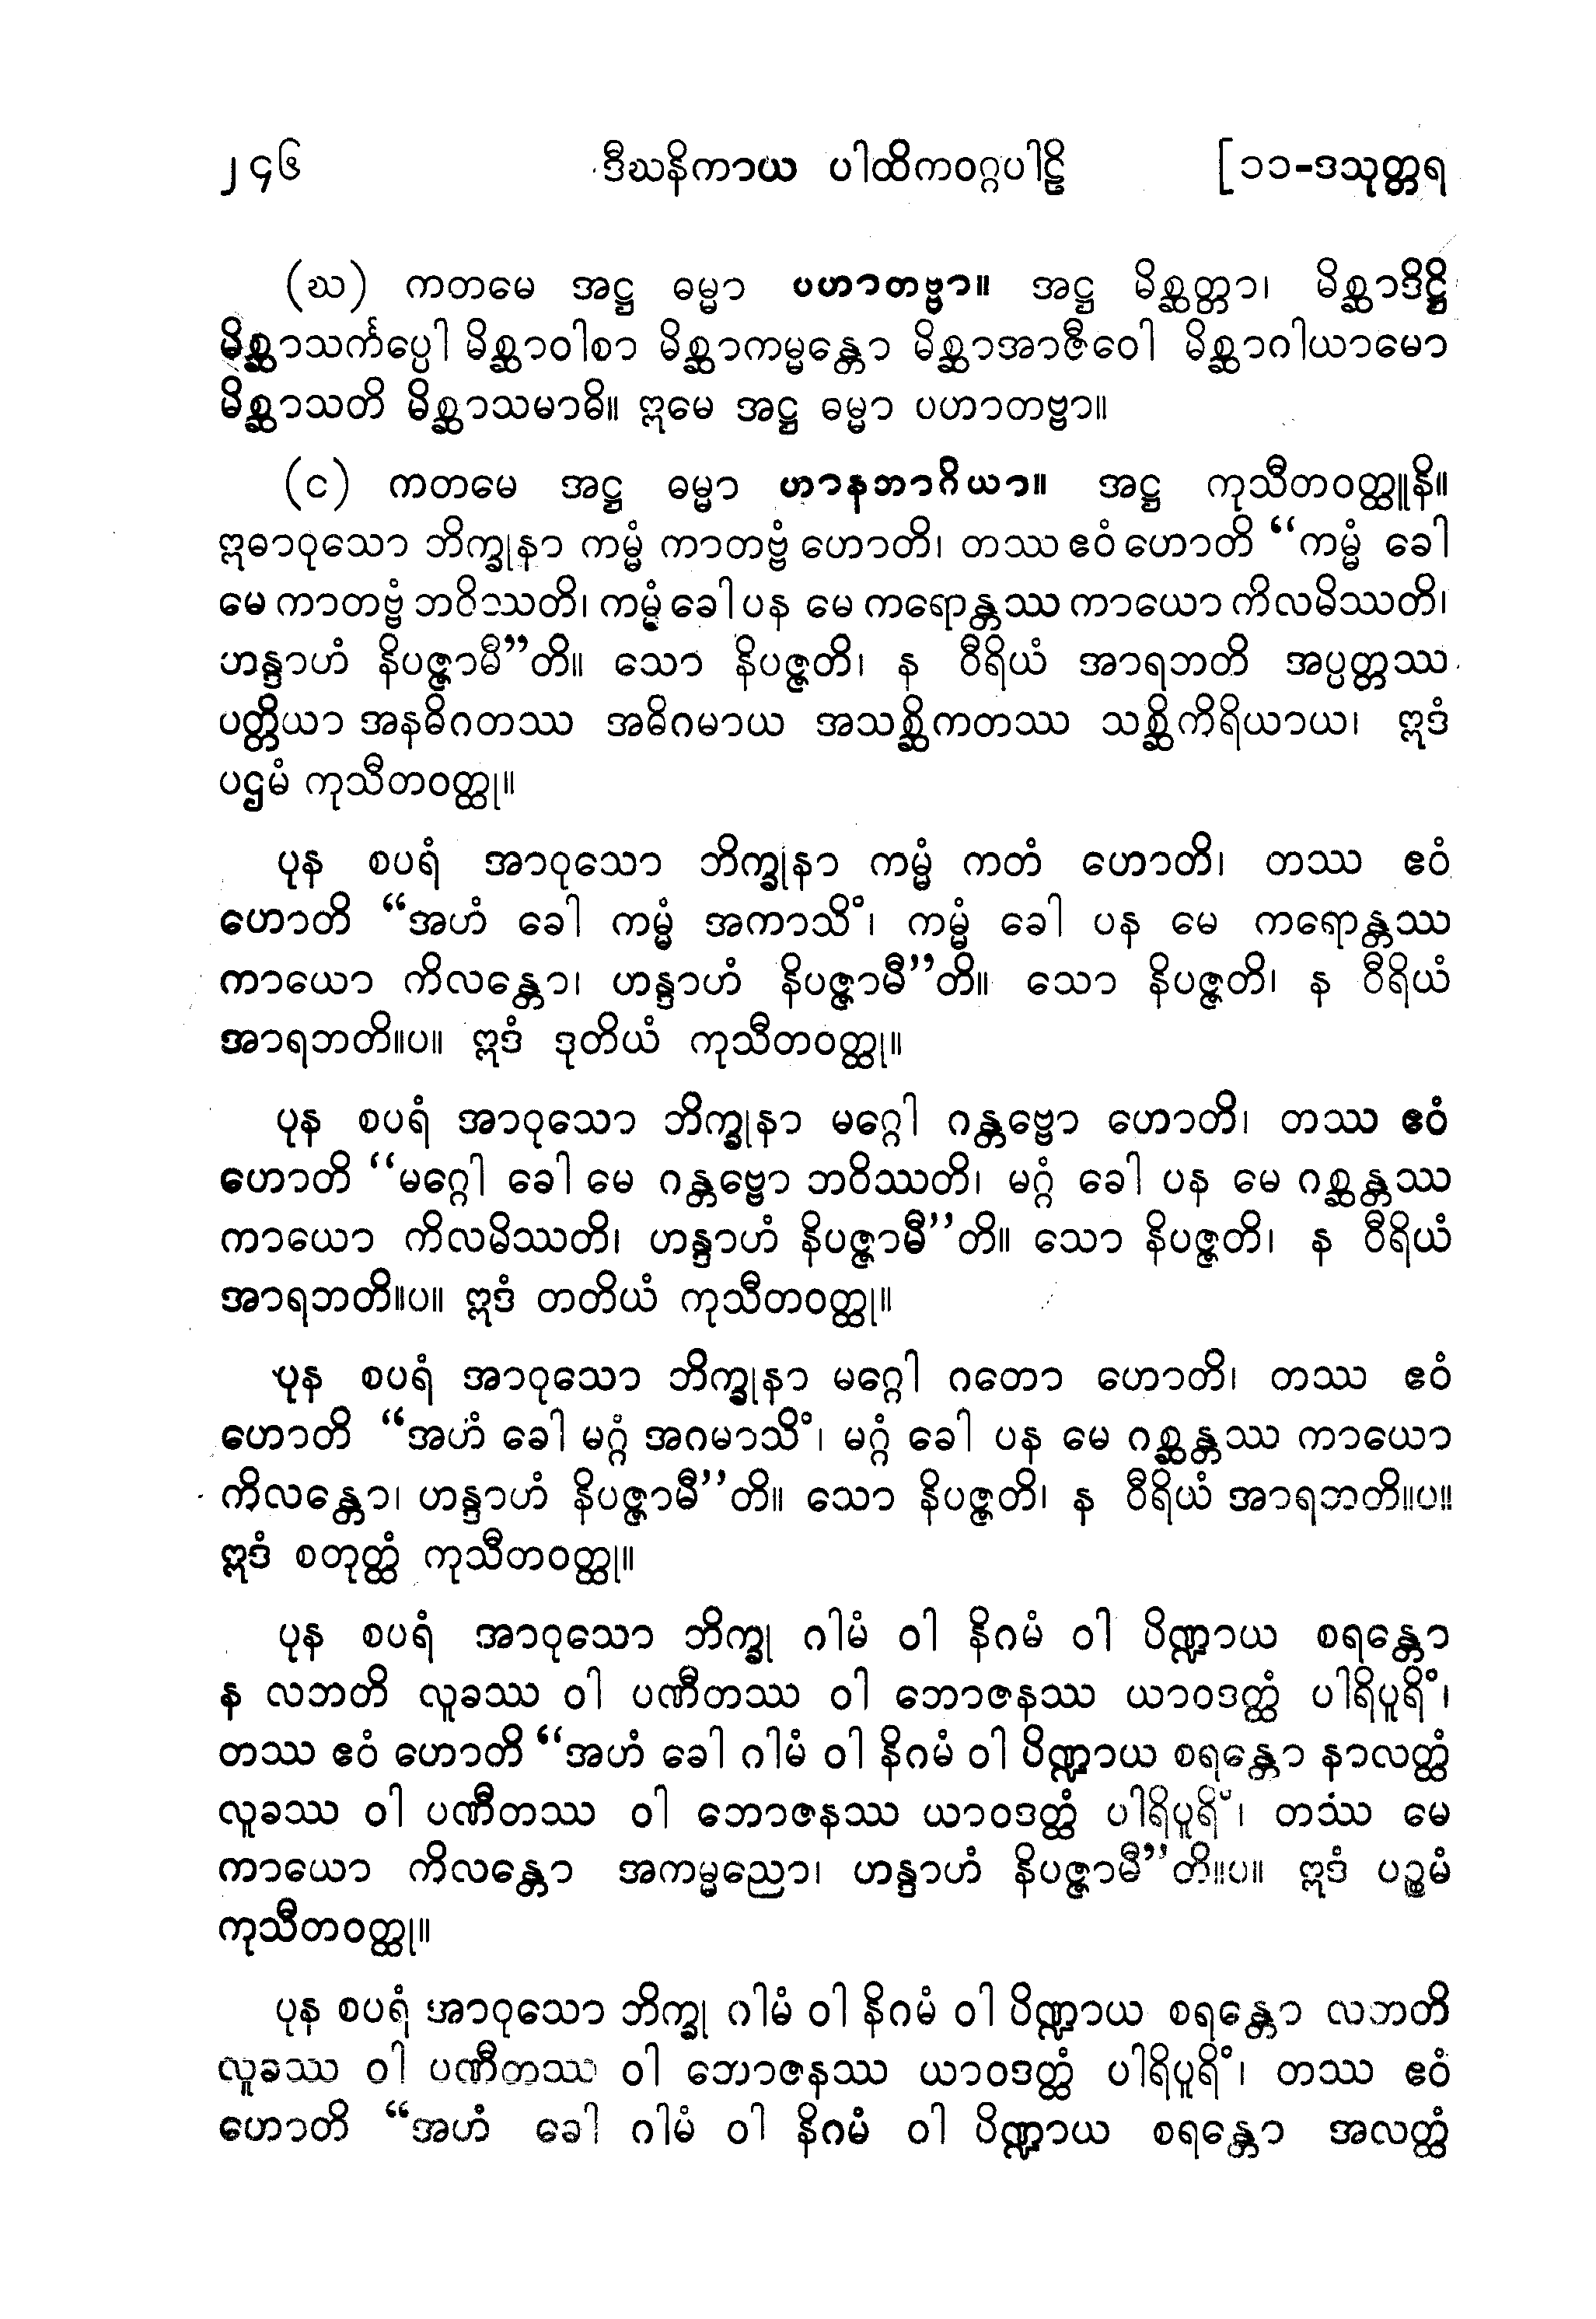 ၂၄၆ ဒီဃနိကာယ ပါထိကဝဂ္ဂပါဠိ [၁၁-ဒသုတ္တရ
(ဃ) ကတမေ အဋ္ဌ ဓမ္မာ ပဟာတဗ္ဗာ။ အဋ္ဌ မိစ္ဆတ္တာ၊ မိစ္ဆာဒိဋ္ဌိ
မိစ္ဆာသင်္ကပ္ပေါ မိစ္ဆာဝါစာ မိစ္ဆာကမ္မန္တော မိစ္ဆာအာဇီဝေါ မိစ္ဆာဂါယာမော
မိစ္ဆာသတိ မိစ္ဆာသမာဓိ။ ဣမေ အဋ္ဌ ဓမ္မာ ပဟာတဗ္ဗာ။
(င) ကတမေ အဋ္ဌ ဓမ္မာ ဟာနဘာဂိယာ။ အဋ္ဌ ကုသီတဝတ္ထူနိ။
ဣဓာဝုသော ဘိက္ခုနာ ကမ္မံ ကာတဗ္ဗံ ဟောတိ၊ တဿ ဧဝံ ဟောတိ “ကမ္မံ ခေါ
မေ ကာတဗ္ဗံ ဘဝိဿတိ၊ ကမ္မံ ခေါ ပန မေ ကရောန္တဿ ကာယော ကိလမိဿတိ၊
ဟန္ဒာဟံ နိပဇ္ဇာမီ”တိ။ သော နိပဇ္ဇတိ၊ န ဝီရိယံ အာရဘတိ အပ္ပတ္တဿ
ပတ္တိယာ အနဓိဂတဿ အဓိဂမာယ အသစ္ဆိကတဿ သစ္ဆိကိရိယာယ၊ ဣဒံ
ပဌမံ ကုသီတဝတ္ထု။
ပုန စပရံ အာဝုသော ဘိက္ခုနာ ကမ္မံ ကတံ ဟောတိ၊ တဿ ဧဝံ
ဟောတိ “အဟံ ခေါ ကမ္မံ အကာသိံ၊ ကမ္မံ ခေါ ပန မေ ကရောန္တဿ
ကာယော ကိလန္တော၊ ဟန္ဒာဟံ နိပဇ္ဇာမီ”တိ။ သော နိပဇ္ဇတိ၊ န ဝီရိယံ
အာရဘတိ။ပ။ ဣဒံ ဒုတိယံ ကုသီတဝတ္ထု။
ပုန စပရံ အာဝုသော ဘိက္ခုနာ မဂ္ဂေါ ဂန္တဗ္ဗော ဟောတိ၊ တဿ ဧဝံ
ဟောတိ “မဂ္ဂေါ ခေါ မေ ဂန္တဗ္ဗော ဘဝိဿတိ၊ မဂ္ဂံ ခေါ ပန မေ ဂစ္ဆန္တဿ
ကာယော ကိလမိဿတိ၊ ဟန္ဒာဟံ နိပဇ္ဇာမီ”တိ။ သော နိပဇ္ဇတိ၊ န ဝီရိယံ
အာရဘတိ။ပ။ ဣဒံ တတိယံ ကုသီတဝတ္ထု။
ပုန စပရံ အာဝုသော ဘိက္ခုနာ မဂ္ဂေါ ဂတော ဟောတိ၊ တဿ ဧဝံ
ဟောတိ “အဟံ ခေါ မဂ္ဂံ အဂမာသိံ၊ မဂ္ဂံ ခေါ ပန မေ ဂစ္ဆန္တဿ ကာယော
ကိလန္တော၊ ဟန္ဒာဟံ နိပဇ္ဇာမီ”တိ။ သော နိပဇ္ဇတိ၊ န ဝီရိယံ အာရဘတိ။ပ။
ဣဒံ စတုတ္ထံ ကုသီတဝတ္ထု။
ပုန စပရံ အာဝုသော ဘိက္ခု ဂါမံ ဝါ နိဂမံ ဝါ ပိဏ္ဍာယ စရန္တော
န လဘတိ လူခဿ ဝါ ပဏီတဿ ဝါ ဘောဇနဿ ယာဝဒတ္ထံ ပါရိပူရိံ၊
တဿ ဧဝံ ဟောတိ “အဟံ ခေါ ဂါမံ ဝါ နိဂမံ ဝါ ပိဏ္ဍာယ စရန္တော နာလတ္ထံ
လူခဿ ဝါ ပဏီတဿ ဝါ ဘောဇနဿ ယာဝဒတ္ထံ ပါရိပူရိံ၊ တဿ မေ
ကာယော ကိလန္တော အကမ္မညော၊ ဟန္ဒာဟံ နိပဇ္ဇာမီ”တိ။ပ။ ဣဒံ ပဉ္စမံ
ကုသီတဝတ္ထု။
ပုန စပရံ အာဝုသော ဘိက္ခု ဂါမံ ဝါ နိဂမံ ဝါ ပိဏ္ဍာယ စရန္တော လဘတိ
လူခဿ ဝါ ပဏီတဿ ဝါ ဘောဇနဿ ယာဝဒတ္ထံ ပါရိပူရိံ၊ တဿ ဧဝံ
ဟောတိ “အဟံ ခေါ ဂါမံ ဝါ နိဂမံ ဝါ ပိဏ္ဍာယ စရန္တော အလတ္ထံ